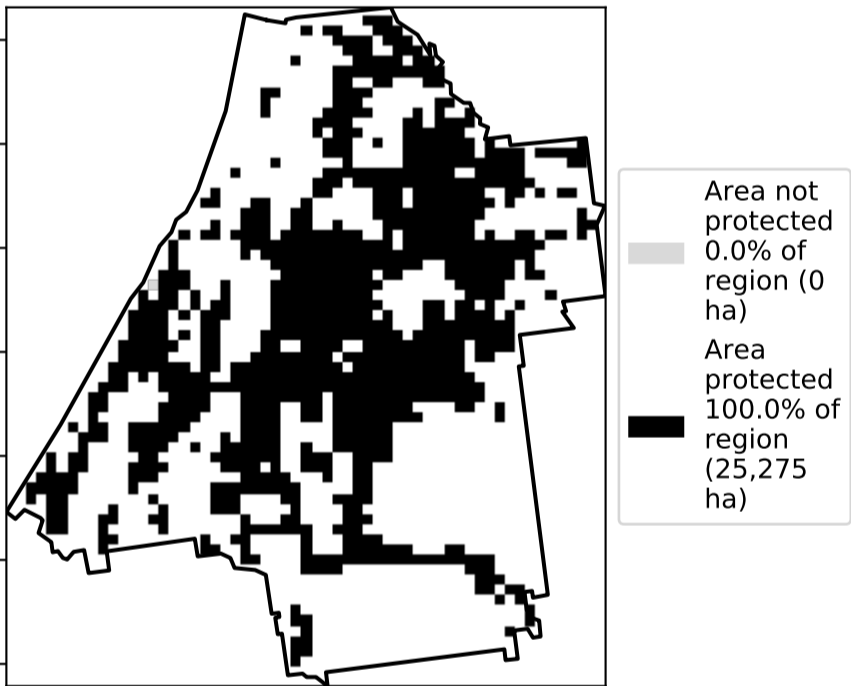 Area not
protected
0.0% of
region (0
ha)
Area
protected
100.0% of
region
(25,275
ha)